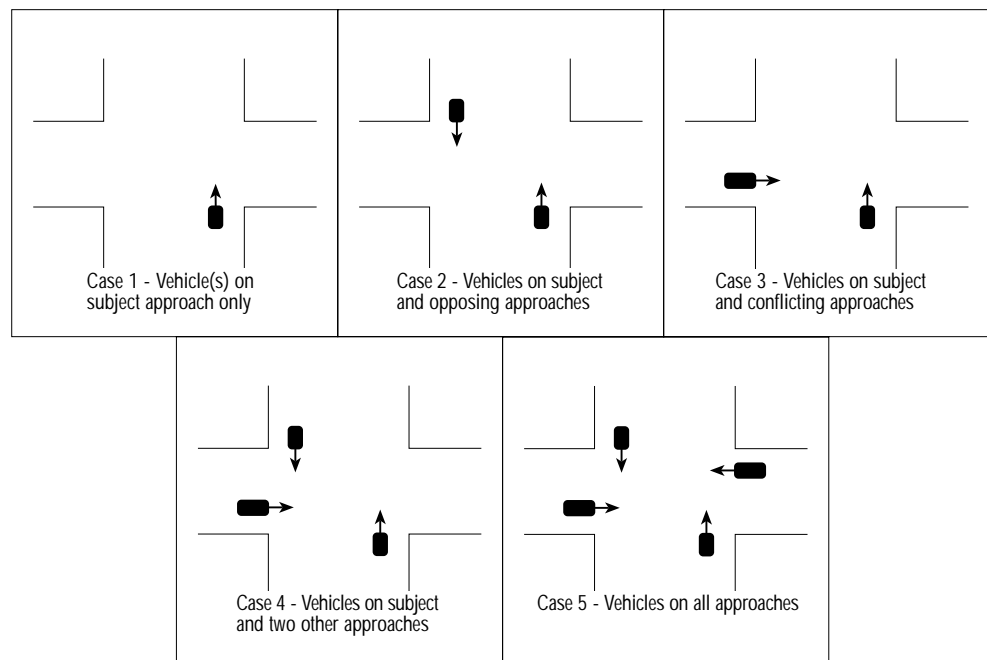 Case 1 - Vehicle(s) on
subject approach only
Case 2 - Vehicles on subject
and opposing approaches
Case 3 - Vehicles on subject
and conflicting approaches
Case 4 - Vehicles on subject
and two other approaches
Case 5 - Vehicles on all approaches